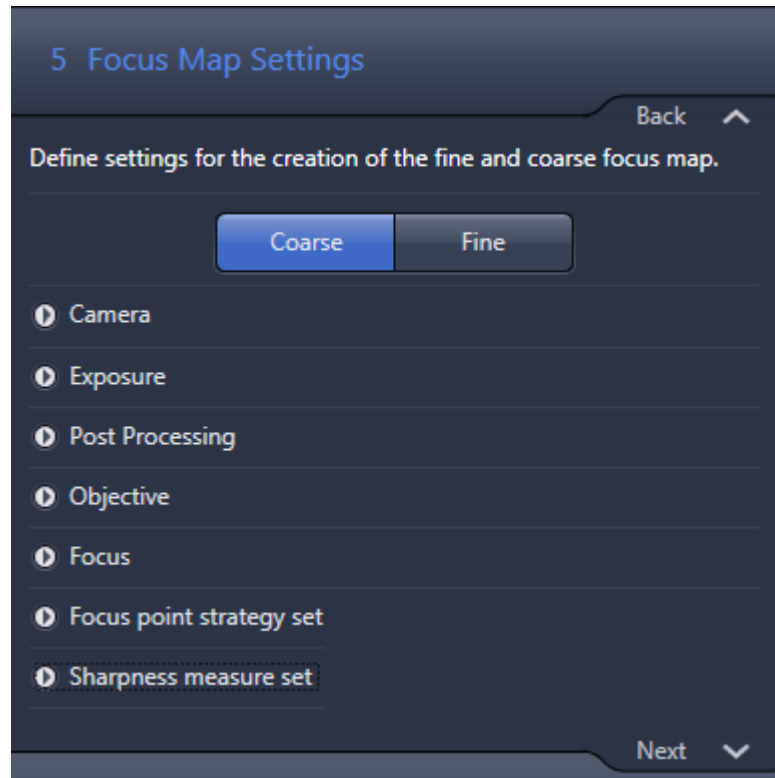 5 Focus Map Settings
Back
Define settings for the creation of the fine and coarse focus map.
Coarse Fine
Camera
Exposure
Post Processing
Objective
Focus
Focus point strategy set
Sharpness measure set
Next